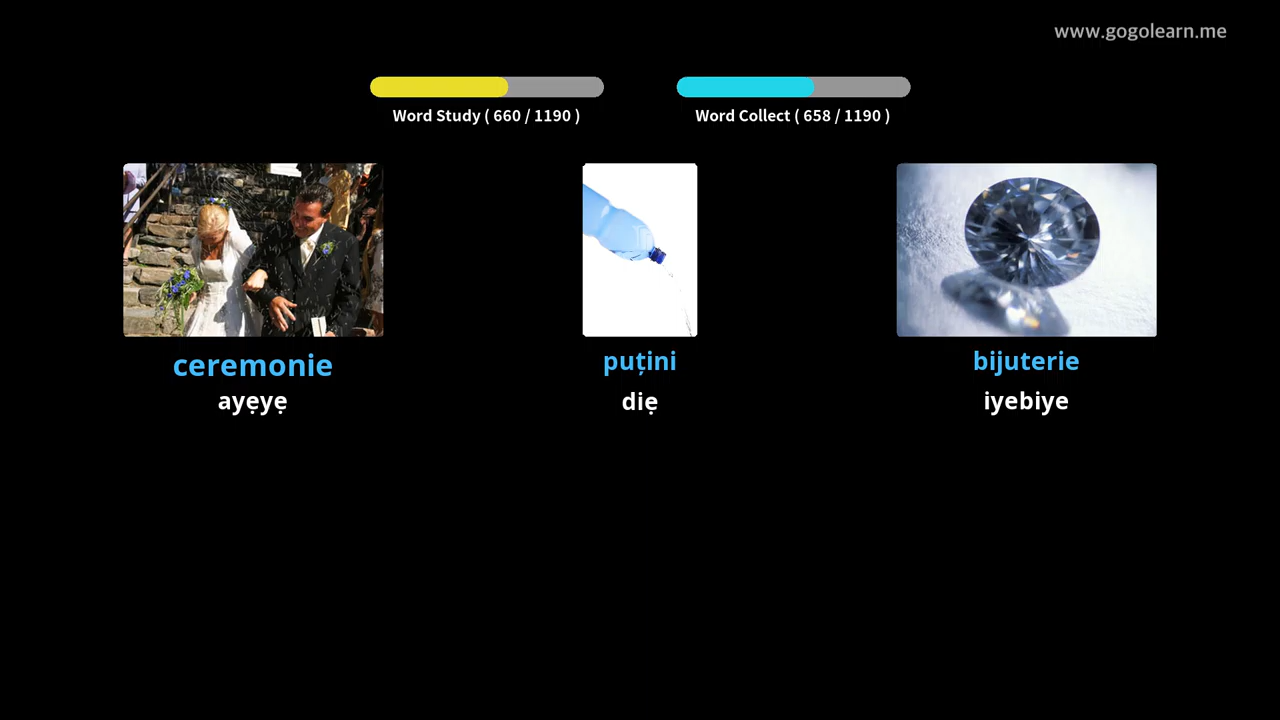 www.gogolearn.me
Word Study ( 660 / 1190 )
Word Collect ( 658 / 1190 )
ceremonie
ayẹyẹ
puțini
diẹ
bijuterie
iyebiye